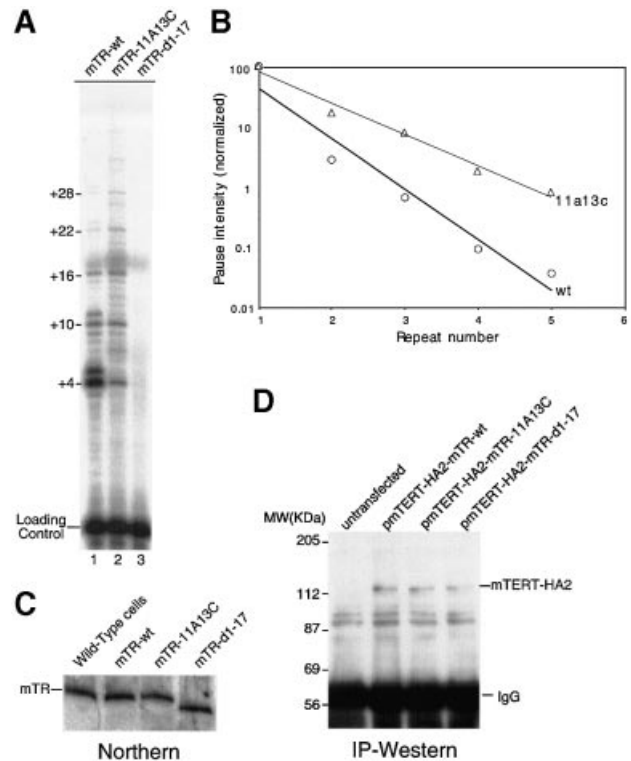 A
mTR-wt
mTR-11A13C
mTR-d1-17
+28
+22
+16
+10
+4
Loading
Control
1 2 3
B
Pause intensity (normalized)
100
10
1
0.1
0.01
11a13c
wt
1 2 3 4 5 6
Repeat number
C
Wild-Type cells
mTR-wt
mTR-11A13C
mTR-d1-17
mTR
Northern
D
untransfected
pmTERT-HA2-mTR-wt
pmTERT-HA2-mTR-11A13C
pmTERT-HA2-mTR-d1-17
MW(KDa)
205
112
87
69
56
mTERT-HA2
IgG
IP-Western